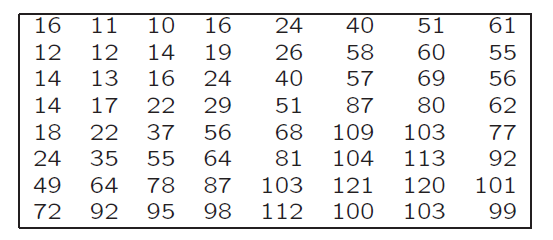 16 11 10 16 24 40 51 61
12 12 14 19 26 58 60 55
14 13 16 24 40 57 69 56
14 17 22 29 51 87 80 62
18 22 37 56 68 109 103 77
24 35 55 64 81 104 113 92
49 64 78 87 103 121 120 101
72 92 95 98 112 100 103 99